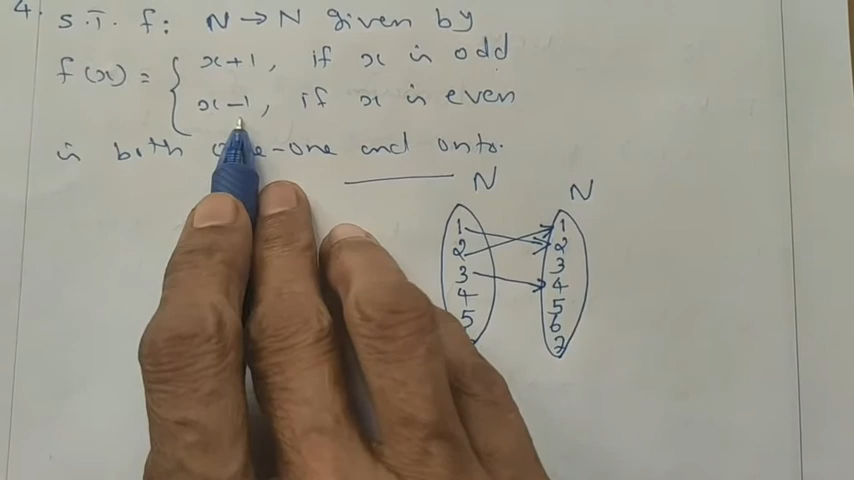 4. S.T. f: N → N given by
f(x) = { x+1, if x is odd
x-1, if x is even
is both one-one and onto.
N N
1 1
2 2
3 3
4 4
5 5
6
7